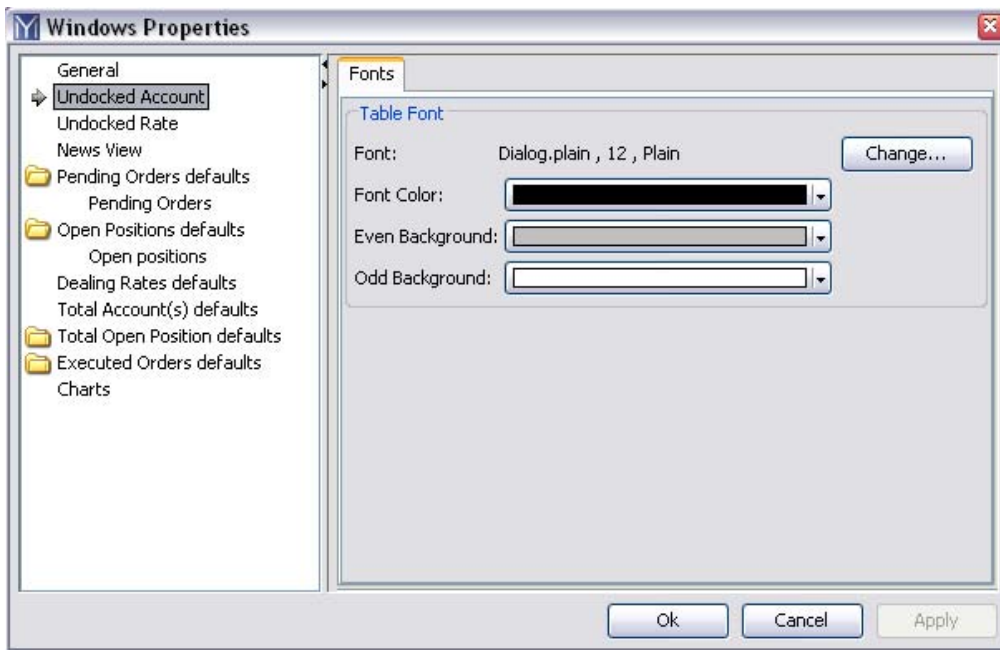 Windows Properties
General
Undocked Account
Undocked Rate
News View
Pending Orders defaults
Pending Orders
Open Positions defaults
Open positions
Dealing Rates defaults
Total Account(s) defaults
Total Open Position defaults
Executed Orders defaults
Charts
Fonts
Table Font
Font: Dialog.plain , 12 , Plain Change...
Font Color:
Even Background:
Odd Background:
Ok Cancel Apply